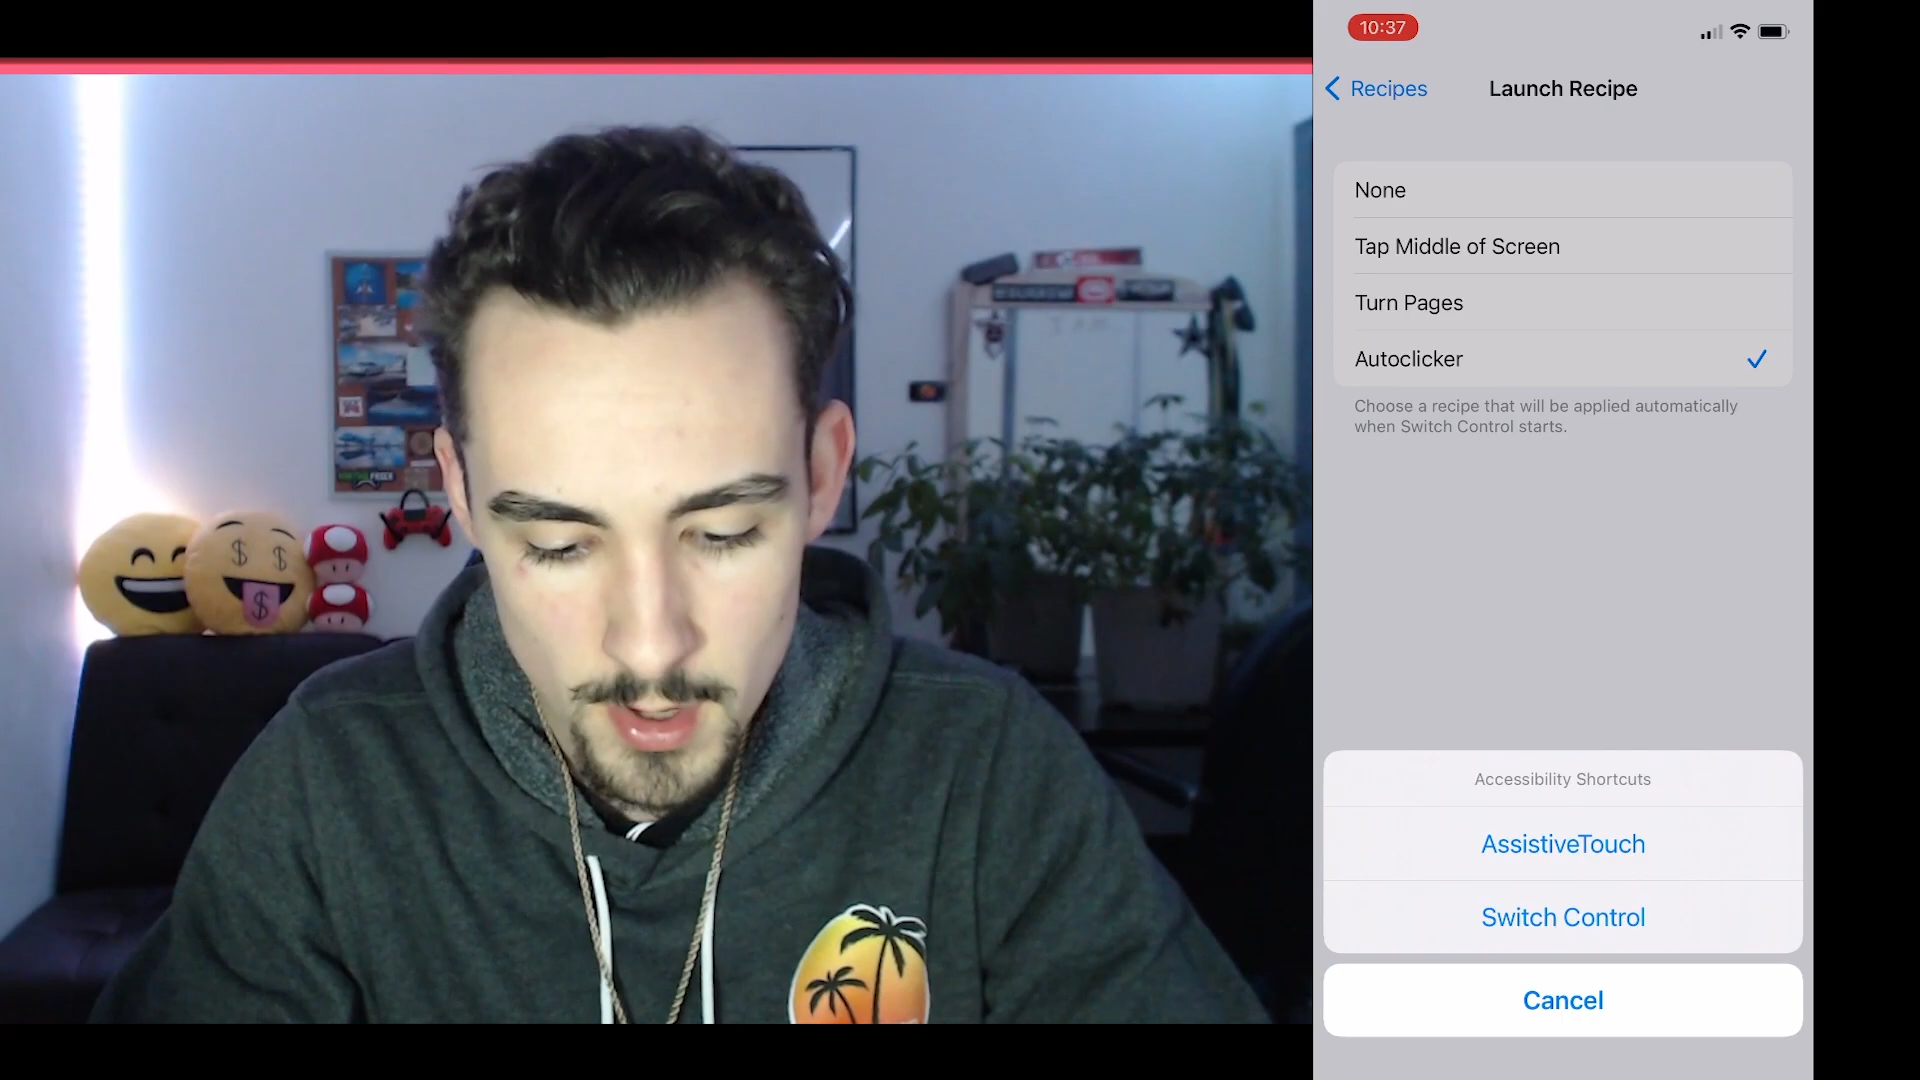 10:37
Recipes
Launch Recipe
None
Tap Middle of Screen
Turn Pages
Autoclicker
Choose a recipe that will be applied automatically
when Switch Control starts.
Accessibility Shortcuts
AssistiveTouch
Switch Control
Cancel
$ $
$